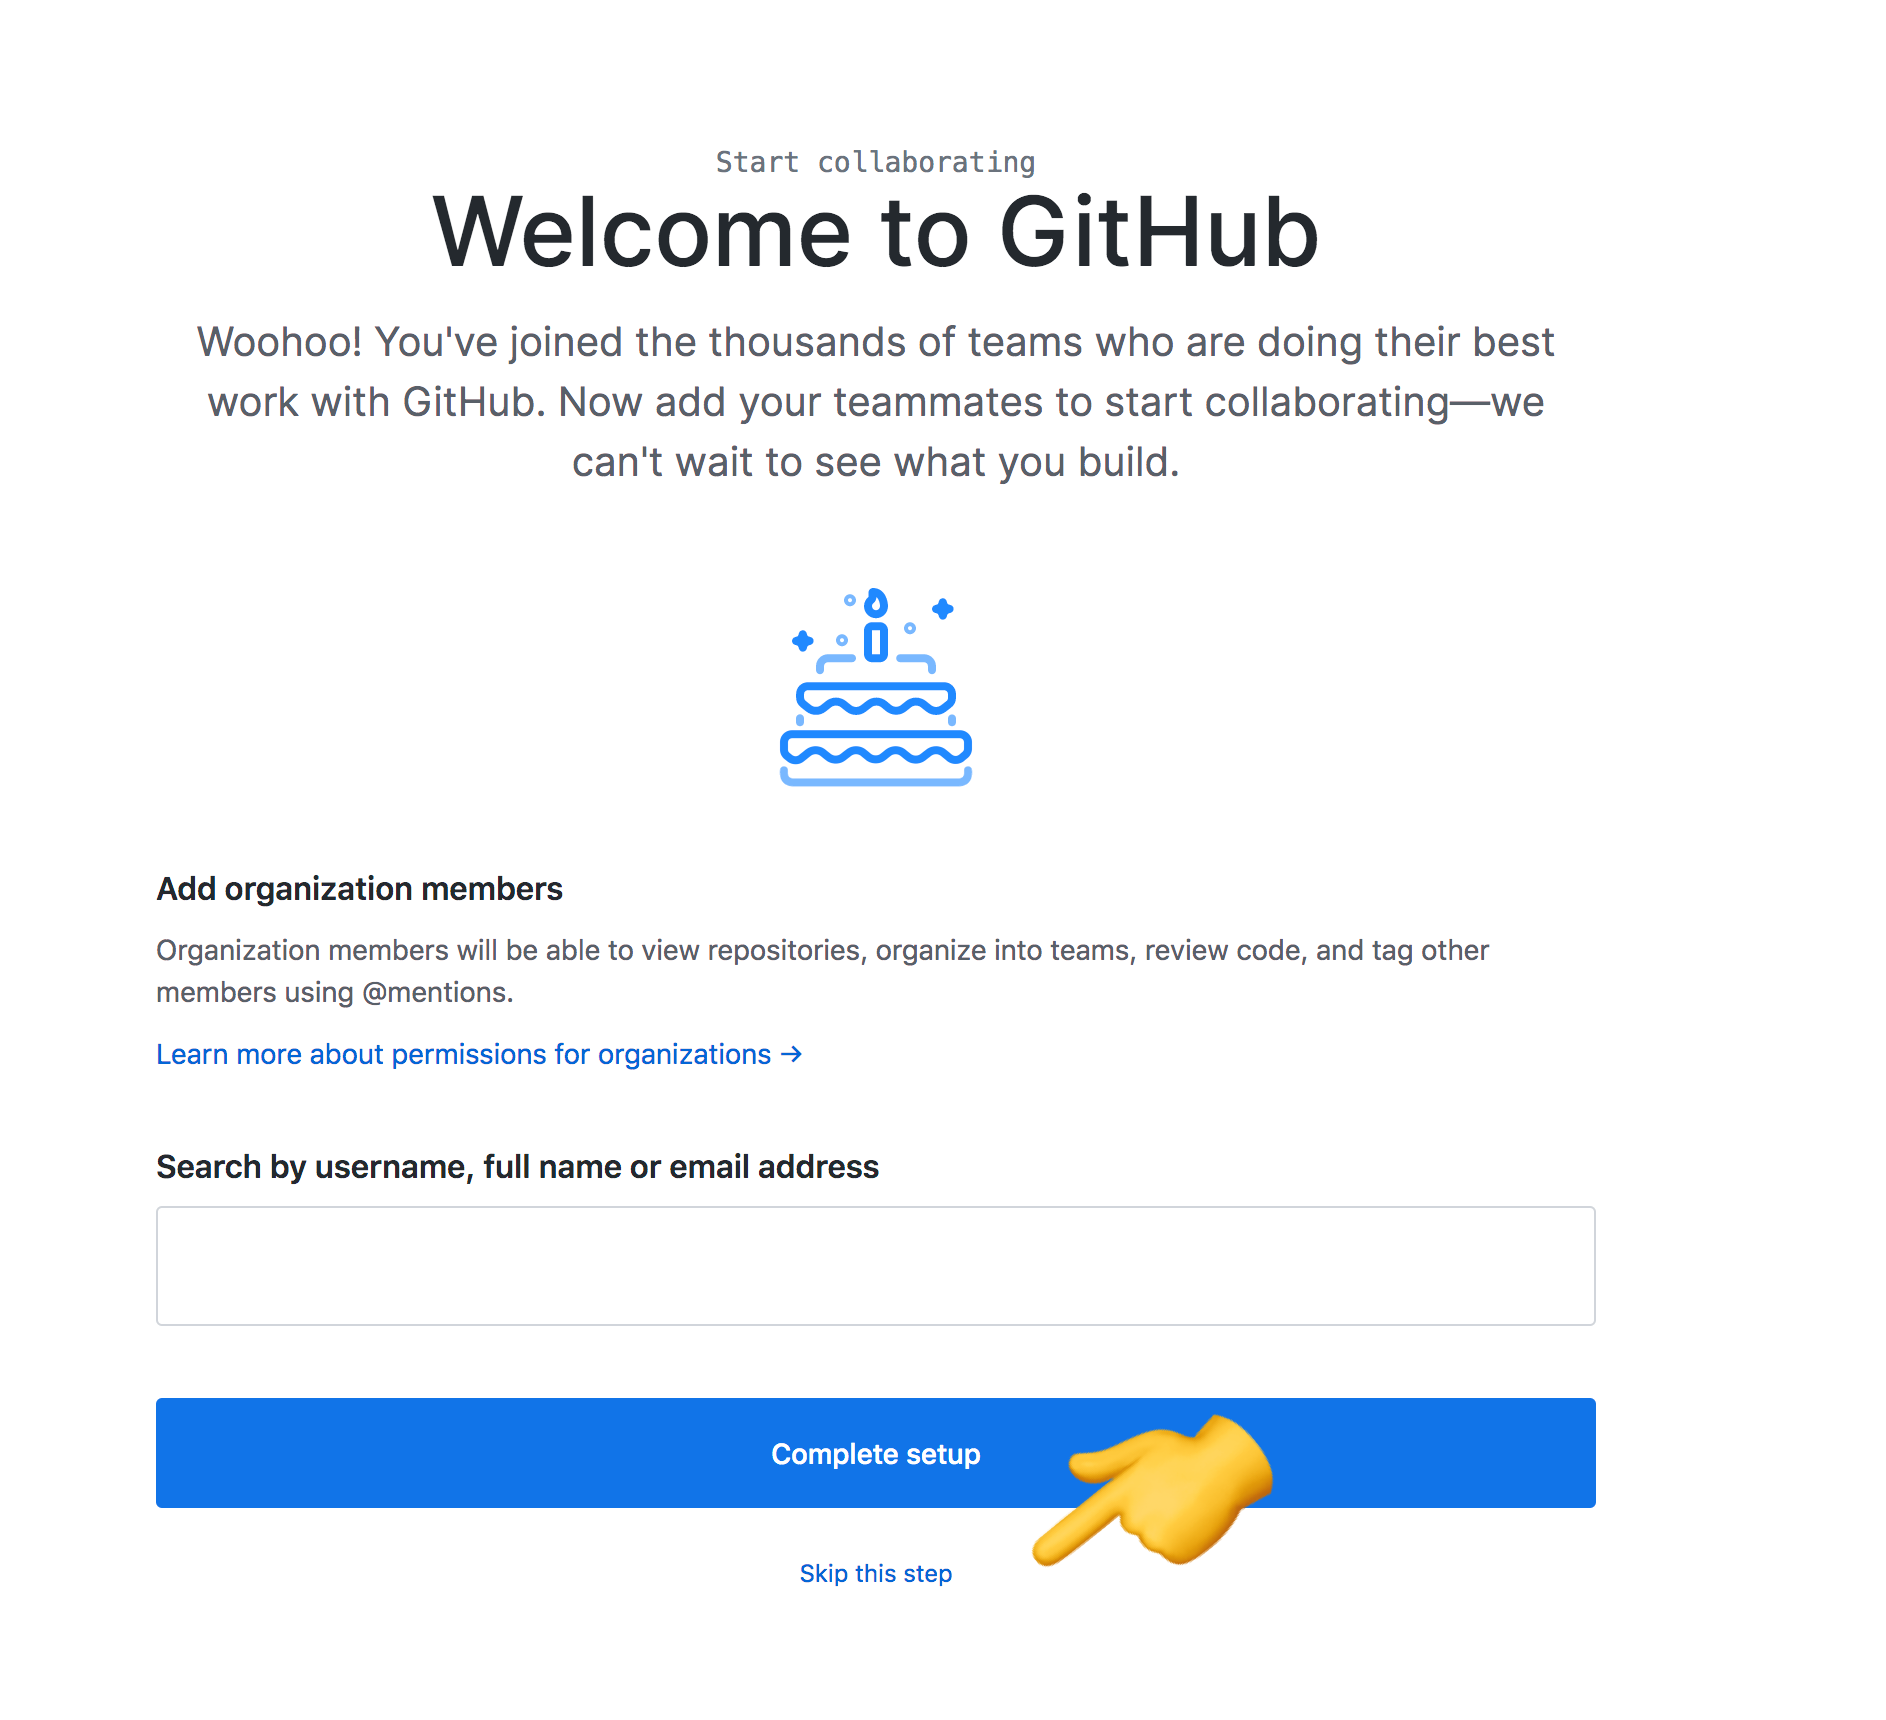 Start collaborating
Welcome to GitHub
Woohoo! You've joined the thousands of teams who are doing their best
work with GitHub. Now add your teammates to start collaborating—we
can't wait to see what you build.
Add organization members
Organization members will be able to view repositories, organize into teams, review code, and tag other
members using @mentions.
Learn more about permissions for organizations →
Search by username, full name or email address
Complete setup
Skip this step